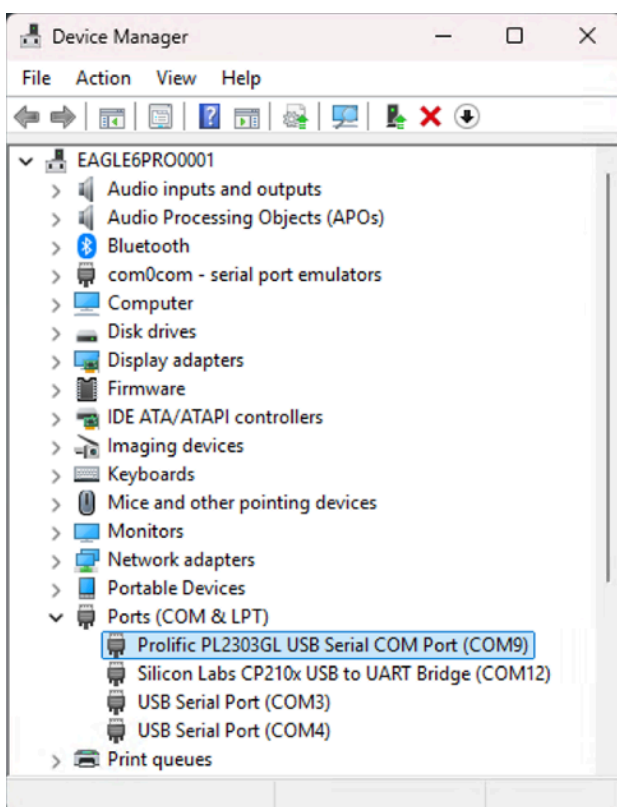 Device Manager
File Action View Help
EAGLE6PRO0001
Audio inputs and outputs
Audio Processing Objects (APOs)
Bluetooth
com0com - serial port emulators
Computer
Disk drives
Display adapters
Firmware
IDE ATA/ATAPI controllers
Imaging devices
Keyboards
Mice and other pointing devices
Monitors
Network adapters
Portable Devices
Ports (COM & LPT)
Prolific PL2303GL USB Serial COM Port (COM9)
Silicon Labs CP210x USB to UART Bridge (COM12)
USB Serial Port (COM3)
USB Serial Port (COM4)
Print queues